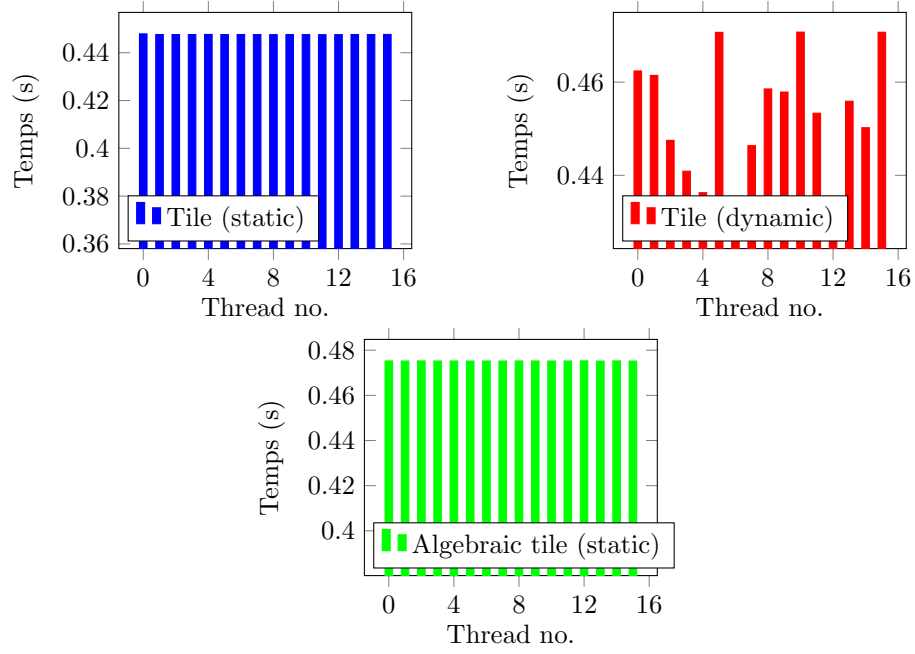 0.44
0.42
0.4
0.38
0.36
Temps (s)
Tile (static)
0 4 8 12 16
Thread no.
0.46
0.44
Temps (s)
Tile (dynamic)
0 4 8 12 16
Thread no.
0.48
0.46
0.44
0.42
0.4
Temps (s)
Algebraic tile (static)
0 4 8 12 16
Thread no.